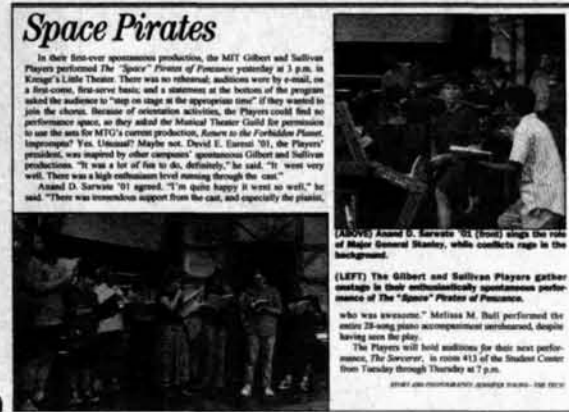 Space Pirates
In their first-ever spontaneous production, the MIT Gilbert and Sullivan
Players performed The "Space" Pirates of Penzance yesterday at 3 p.m. in
Kresge's Little Theater. There was no rehearsal; auditions were by e-mail, on
a first-come, first-serve basis; and a statement at the bottom of the program
asked the audience to "step on stage at the appropriate time" if they wanted to
join the chorus. Because of orientation activities, the Players could find no
performance space, so they asked the Musical Theater Guild for permission
to use the sets for MTG's current production, Return to the Forbidden Planet.
Impromptu? Yes. Unusual? Maybe not. David E. Euresti '01, the Players'
president, was inspired by other campuses' spontaneous Gilbert and Sullivan
productions. "It was a lot of fun to do, definitely," he said. "It went very
well. There was a high enthusiasm level running through the cast."
Anand D. Sarwate '01 agreed. "I'm quite happy it went so well," he
said. "There was tremendous support from the cast, and especially the pianist,
(ABOVE) Anand D. Sarwate '01 (front) sings the role
of Major General Stanley, while conflicts rage in the
background.
(LEFT) The Gilbert and Sullivan Players gather
onstage in their enthusiastically spontaneous perfor-
mance of The "Space" Pirates of Penzance.
who was awesome." Melissa M. Bull performed the
entire 28-song piano accompaniment unrehearsed, despite
having seen the play.
The Players will hold auditions for their next perfor-
mance, The Sorcerer, in room 413 of the Student Center
from Tuesday through Thursday at 7 p.m.
STORY AND PHOTOGRAPHY: JENNIFER YOUNG—THE TECH